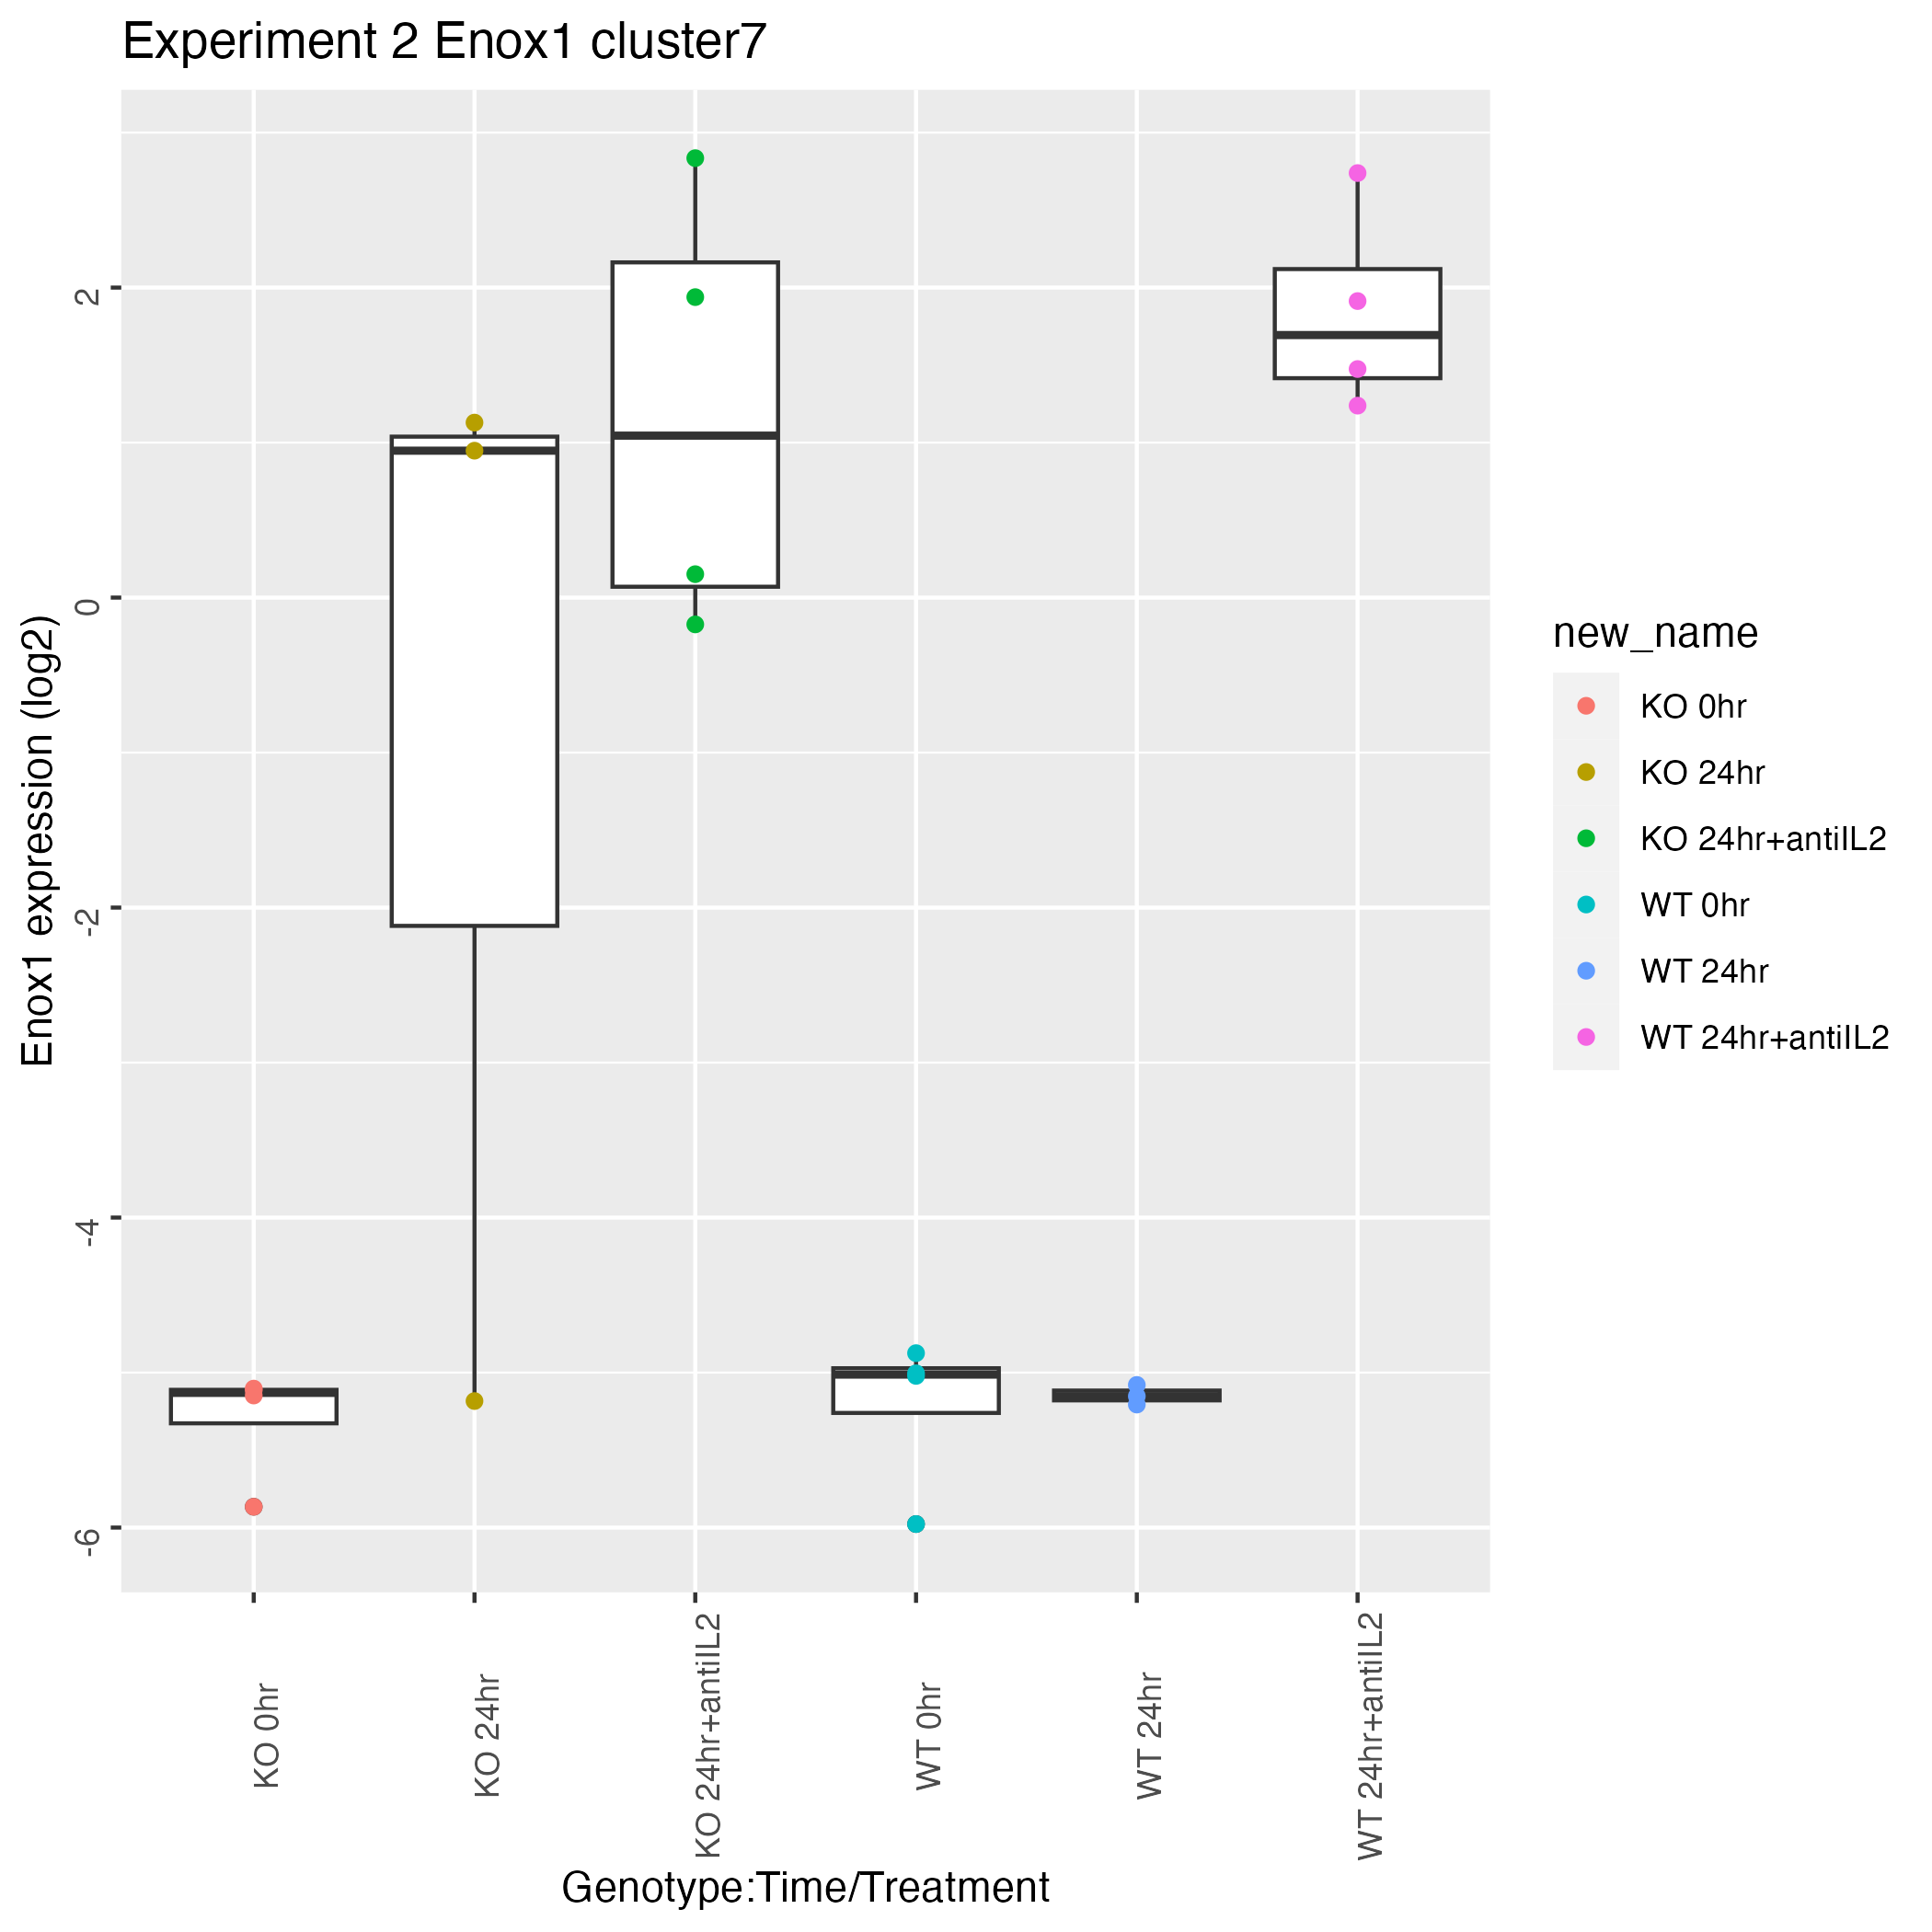 Experiment 2 Enox1 cluster7
Enox1 expression (log2)
2
0
-2
-4
-6
KO 0hr
KO 24hr
KO 24hr+antiIL2
WT 0hr
WT 24hr
WT 24hr+antiIL2
Genotype:Time/Treatment
new_name
KO 0hr
KO 24hr
KO 24hr+antiIL2
WT 0hr
WT 24hr
WT 24hr+antiIL2